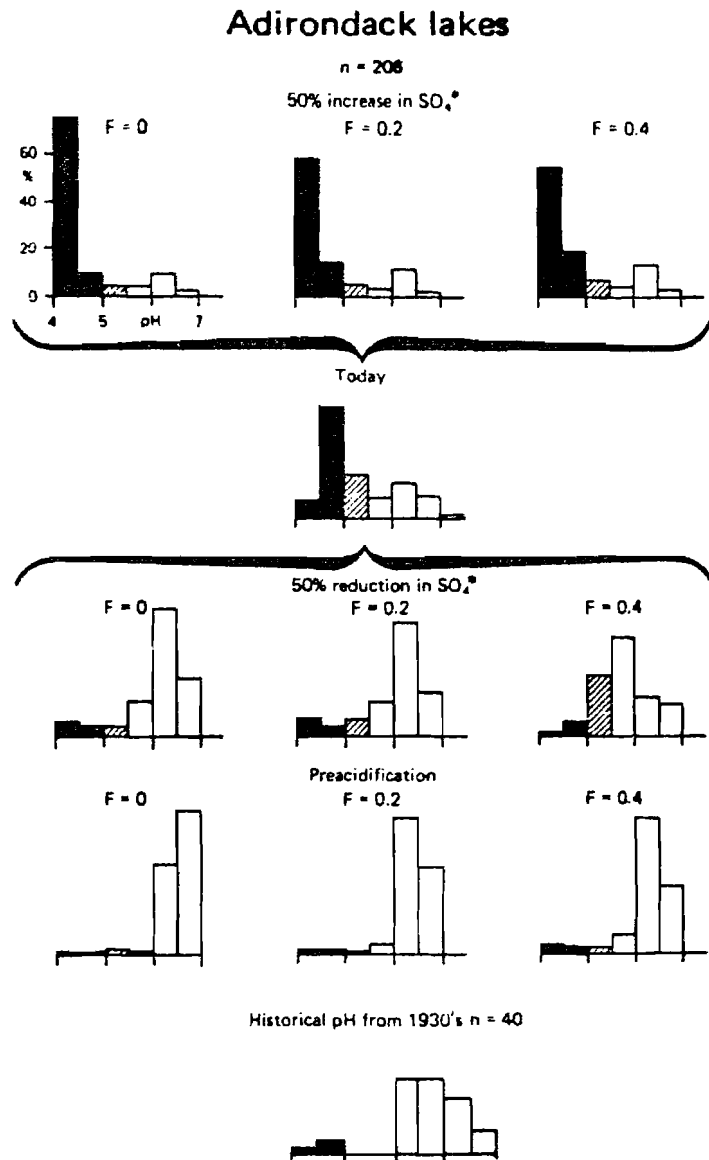 Adirondack lakes
n = 206
50% increase in SO₄*
F = 0
F = 0.2
F = 0.4
60
%
40
20
0
4
5
pH
7
Today
50% reduction in SO₄*
F = 0
F = 0.2
F = 0.4
Preacidification
F = 0
F = 0.2
F = 0.4
Historical pH from 1930's n = 40